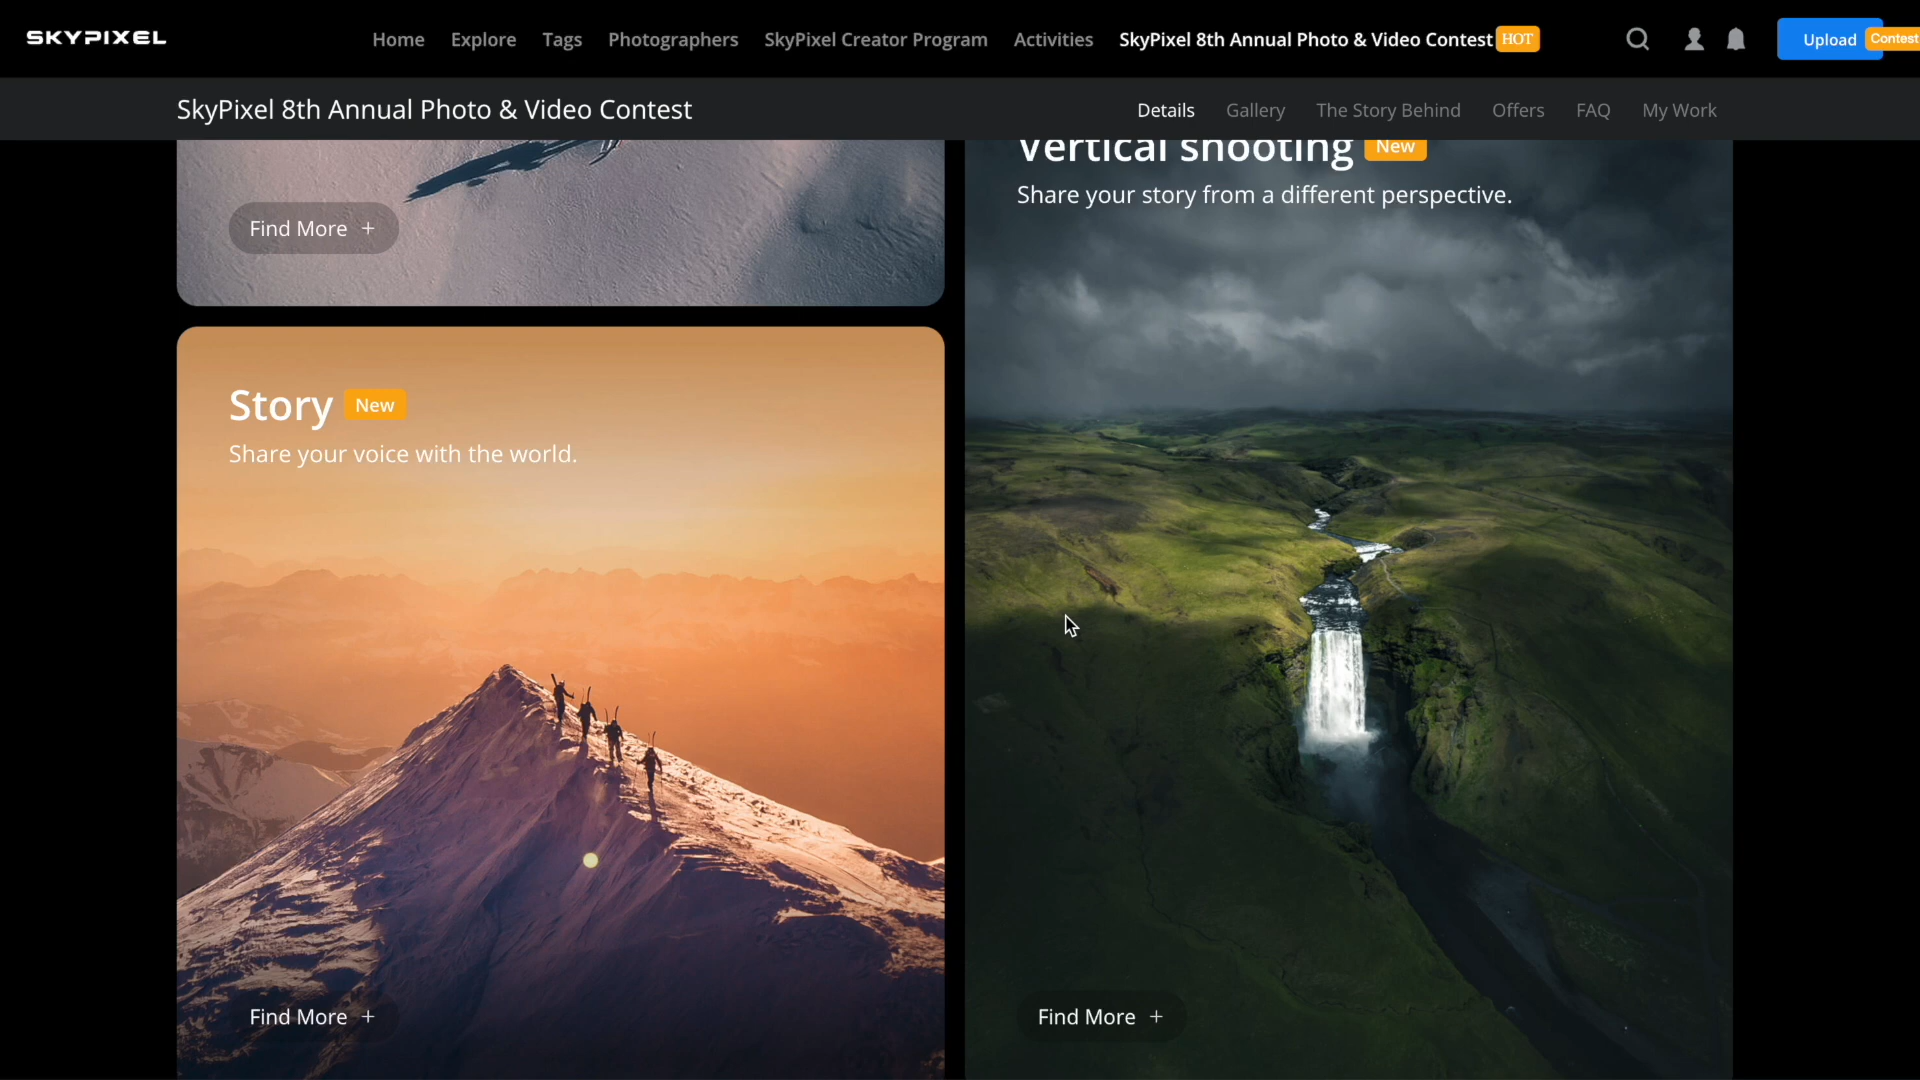 SKYPIXEL
Home Explore Tags Photographers SkyPixel Creator Program Activities SkyPixel 8th Annual Photo & Video Contest HOT Upload Contest
SkyPixel 8th Annual Photo & Video Contest
Details Gallery The Story Behind Offers FAQ My Work
Find More +
Vertical shooting New
Share your story from a different perspective.
Story New
Share your voice with the world.
Find More +
Find More +